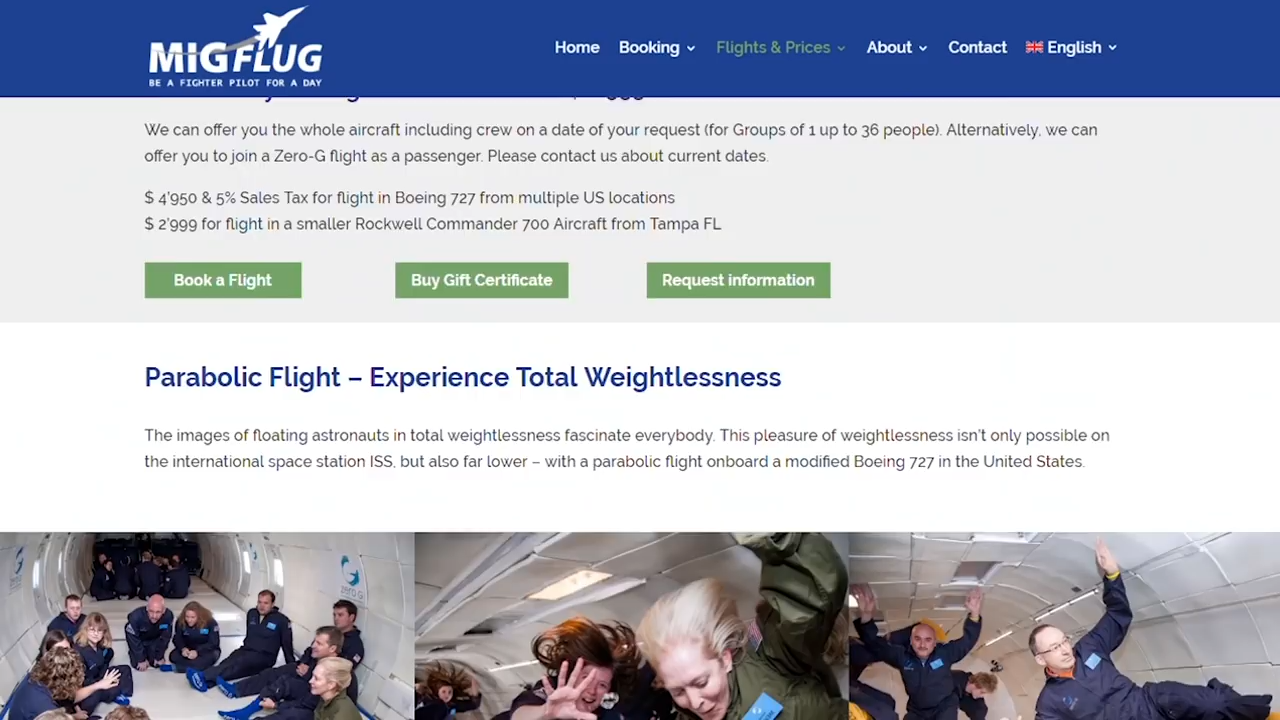 MIGFLUG
BE A FIGHTER PILOT FOR A DAY
Home Booking Flights & Prices About Contact English
We can offer you the whole aircraft including crew on a date of your request (for Groups of 1 up to 36 people). Alternatively, we can
offer you to join a Zero-G flight as a passenger. Please contact us about current dates.
$ 4'950 & 5% Sales Tax for flight in Boeing 727 from multiple US locations
$ 2'999 for flight in a smaller Rockwell Commander 700 Aircraft from Tampa FL
Book a Flight Buy Gift Certificate Request information
Parabolic Flight – Experience Total Weightlessness
The images of floating astronauts in total weightlessness fascinate everybody. This pleasure of weightlessness isn't only possible on
the international space station ISS, but also far lower – with a parabolic flight onboard a modified Boeing 727 in the United States.
zero G